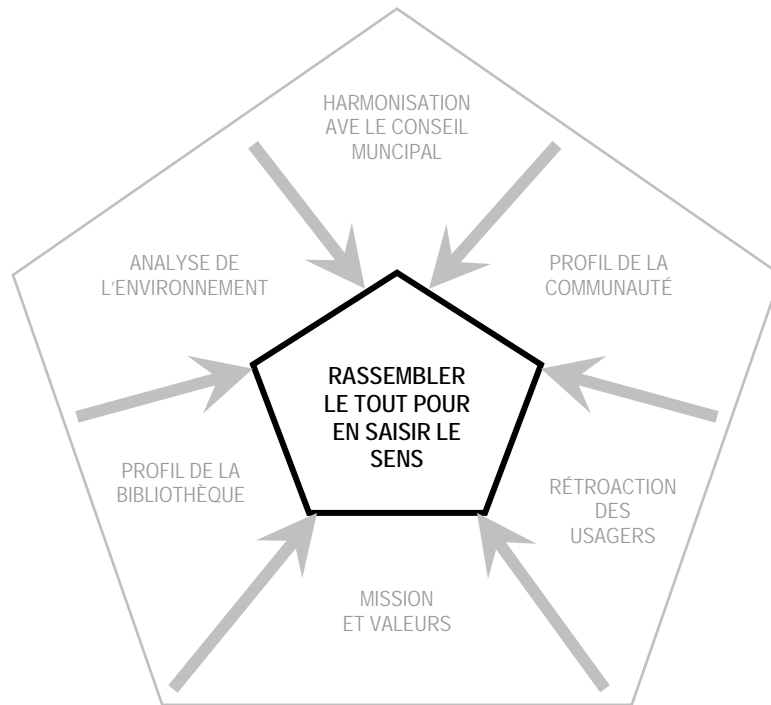 HARMONISATION
AVE LE CONSEIL
MUNCIPAL
ANALYSE DE
L'ENVIRONNEMENT
PROFIL DE LA
COMMUNAUTÉ
RASSEMBLER
LE TOUT POUR
EN SAISIR LE
SENS
PROFIL DE LA
BIBLIOTHÈQUE
RÉTROACTION
DES
USAGERS
MISSION
ET VALEURS